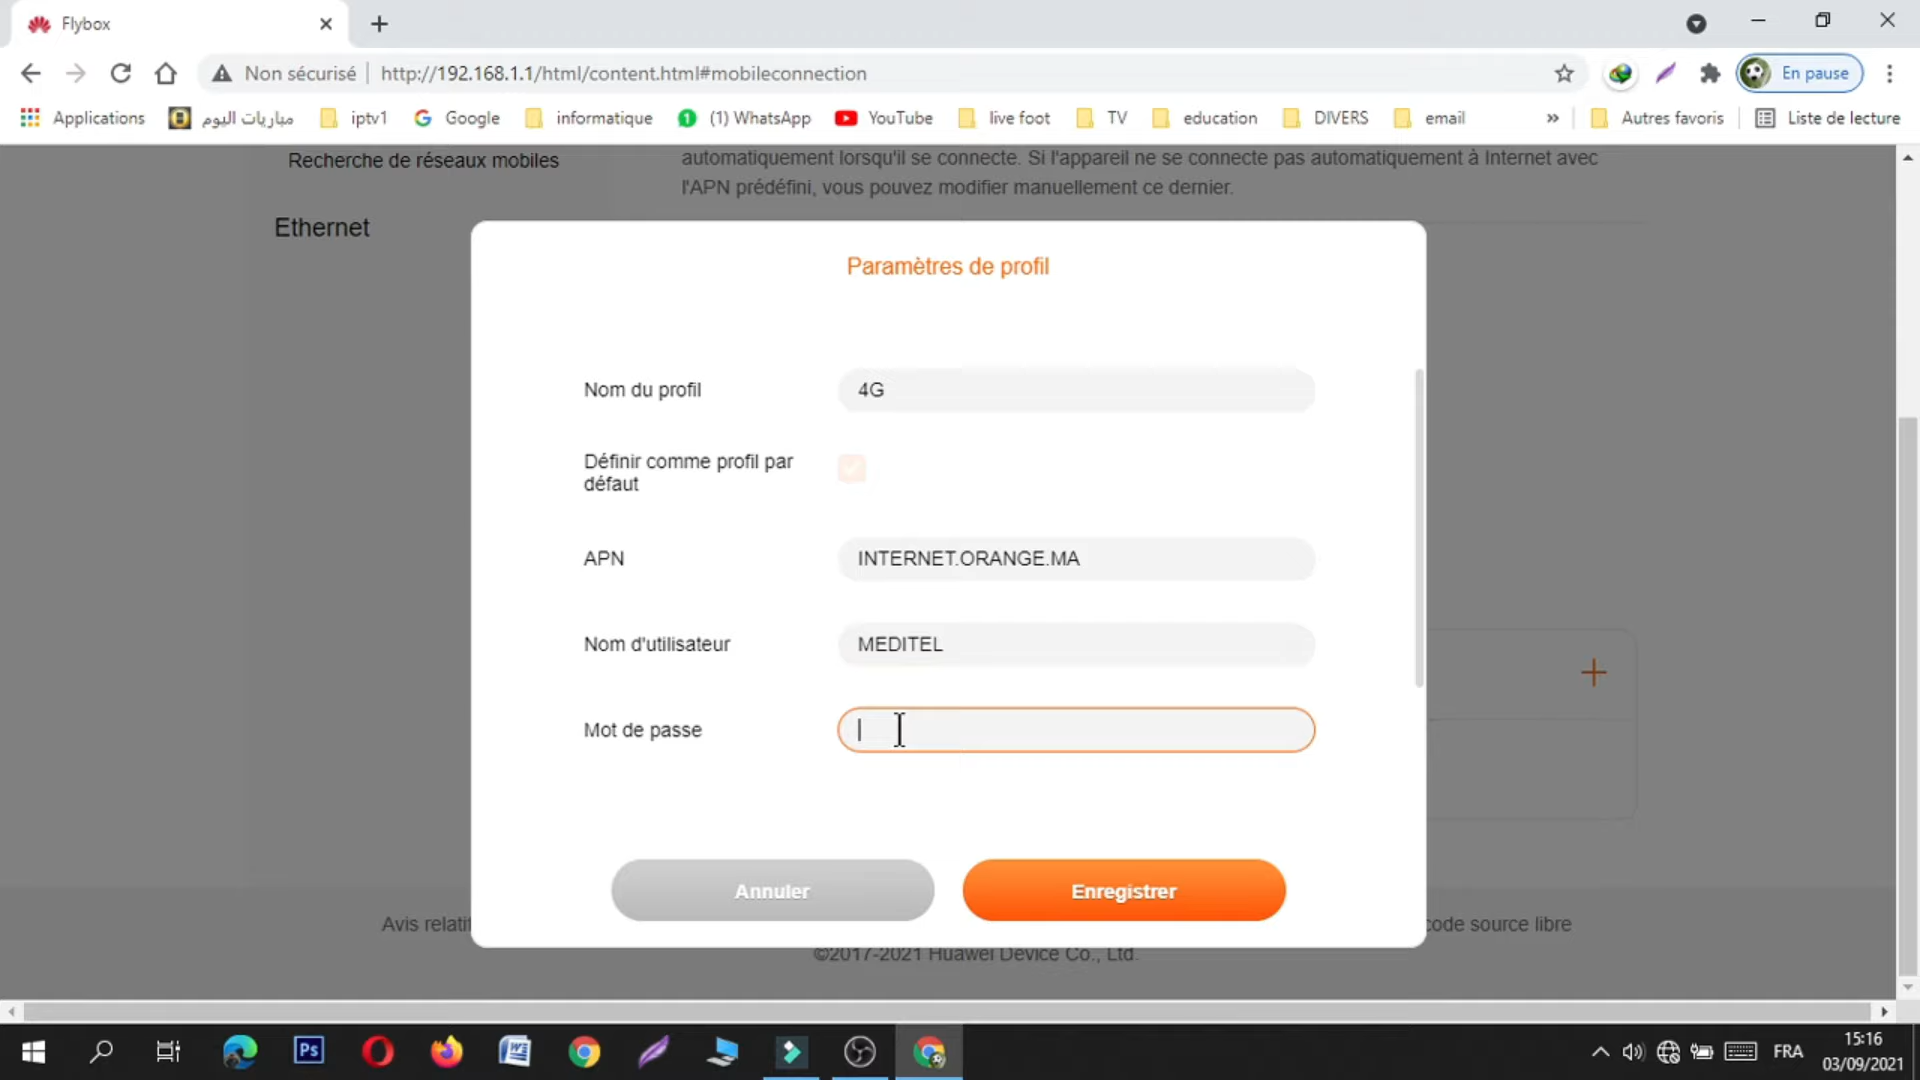 Flybox
Non sécurisé
http://192.168.1.1/html/content.html#mobileconnection
En pause
Applications
مباريات اليوم
iptv1
Google
informatique
(1) WhatsApp
YouTube
live foot
TV
education
DIVERS
email
»
Autres favoris
Liste de lecture
Recherche de réseaux mobiles
automatiquement lorsqu'il se connecte. Si l'appareil ne se connecte pas automatiquement à Internet avec
l'APN prédéfini, vous pouvez modifier manuellement ce dernier.
Ethernet
Paramètres de profil
Nom du profil
4G
Définir comme profil par
défaut
APN
INTERNET.ORANGE.MA
Nom d'utilisateur
MEDITEL
Mot de passe
Annuler
Enregistrer
Avis relatif
code source libre
©2017-2021 Huawei Device Co., Ltd.
Ps
FRA
15:16
03/09/2021